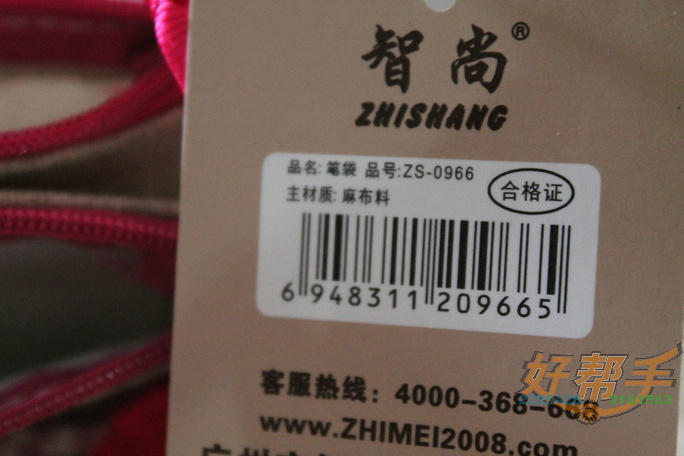 智尚®
ZHISHANG
品名: 笔袋 品号:ZS-0966
主材质: 麻布料
合格证
6 948311 209665
客服热线: 4000-368-666
www.ZHIMEI2008.com
好帮手